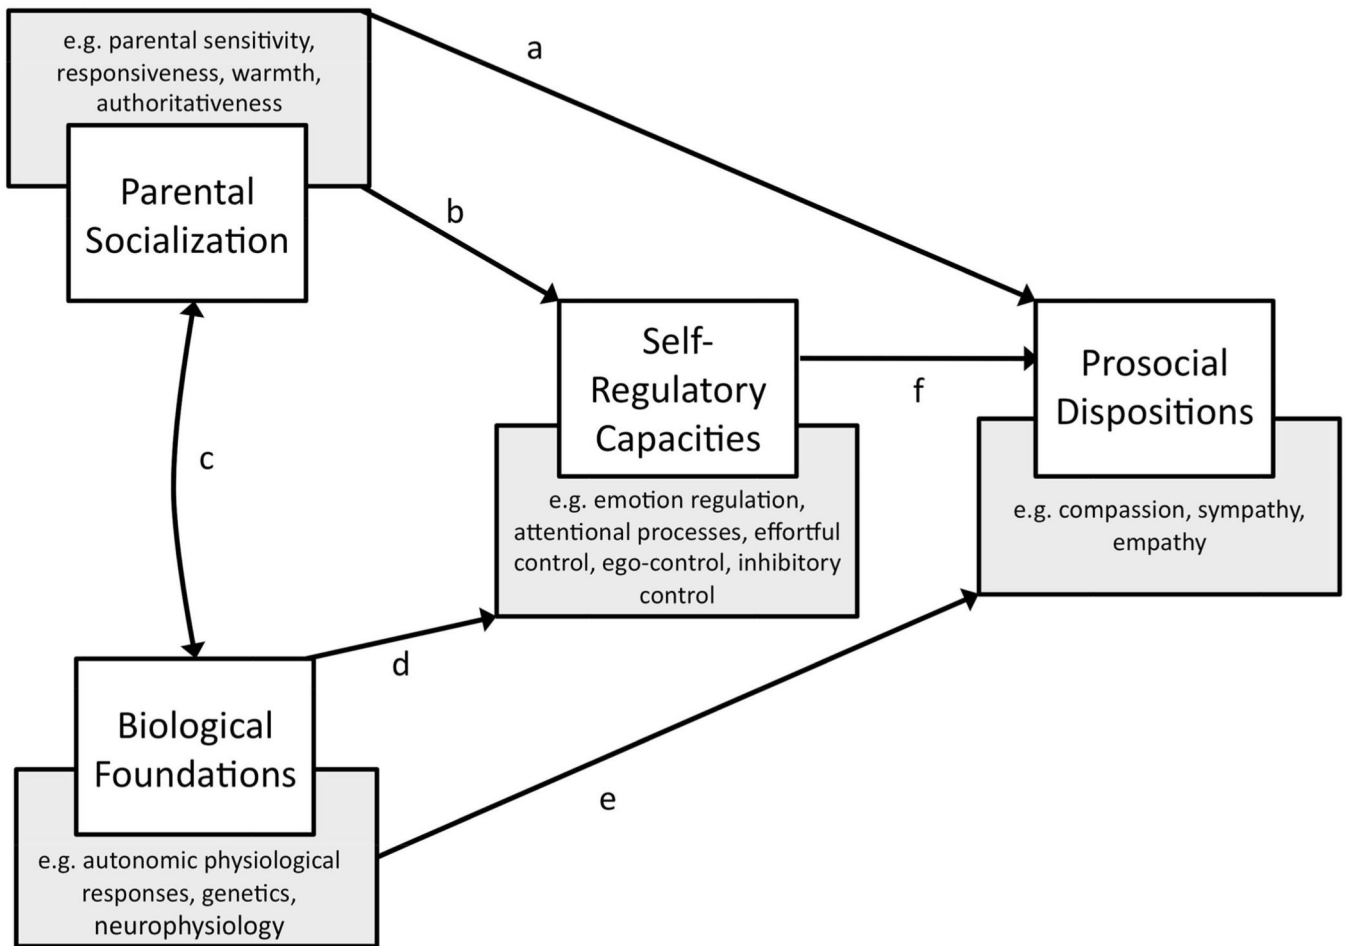 e.g. parental sensitivity,
responsiveness, warmth,
authoritativeness
Parental
Socialization
a
b
c
Self-
Regulatory
Capacities
e.g. emotion regulation,
attentional processes, effortful
control, ego-control, inhibitory
control
f
Prosocial
Dispositions
e.g. compassion, sympathy,
empathy
d
e
Biological
Foundations
e.g. autonomic physiological
responses, genetics,
neurophysiology